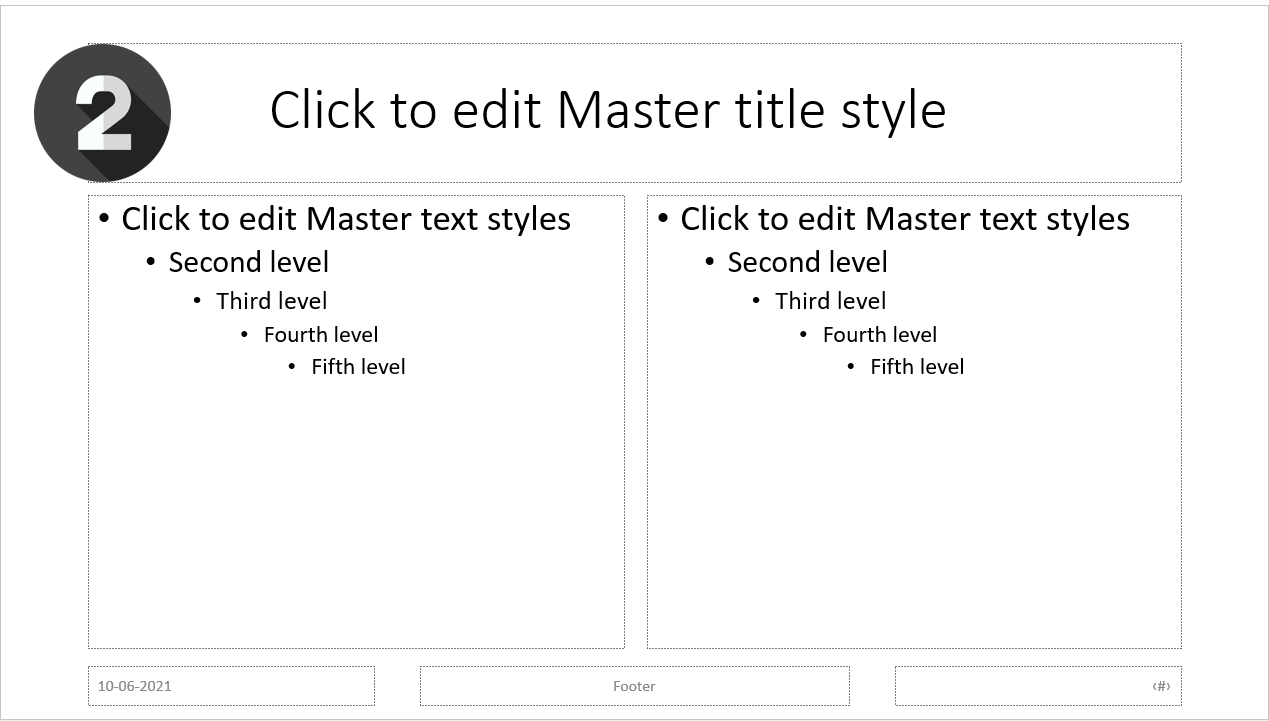 2
Click to edit Master title style
• Click to edit Master text styles
• Second level
• Third level
• Fourth level
• Fifth level
• Click to edit Master text styles
• Second level
• Third level
• Fourth level
• Fifth level
10-06-2021
Footer
‹#›